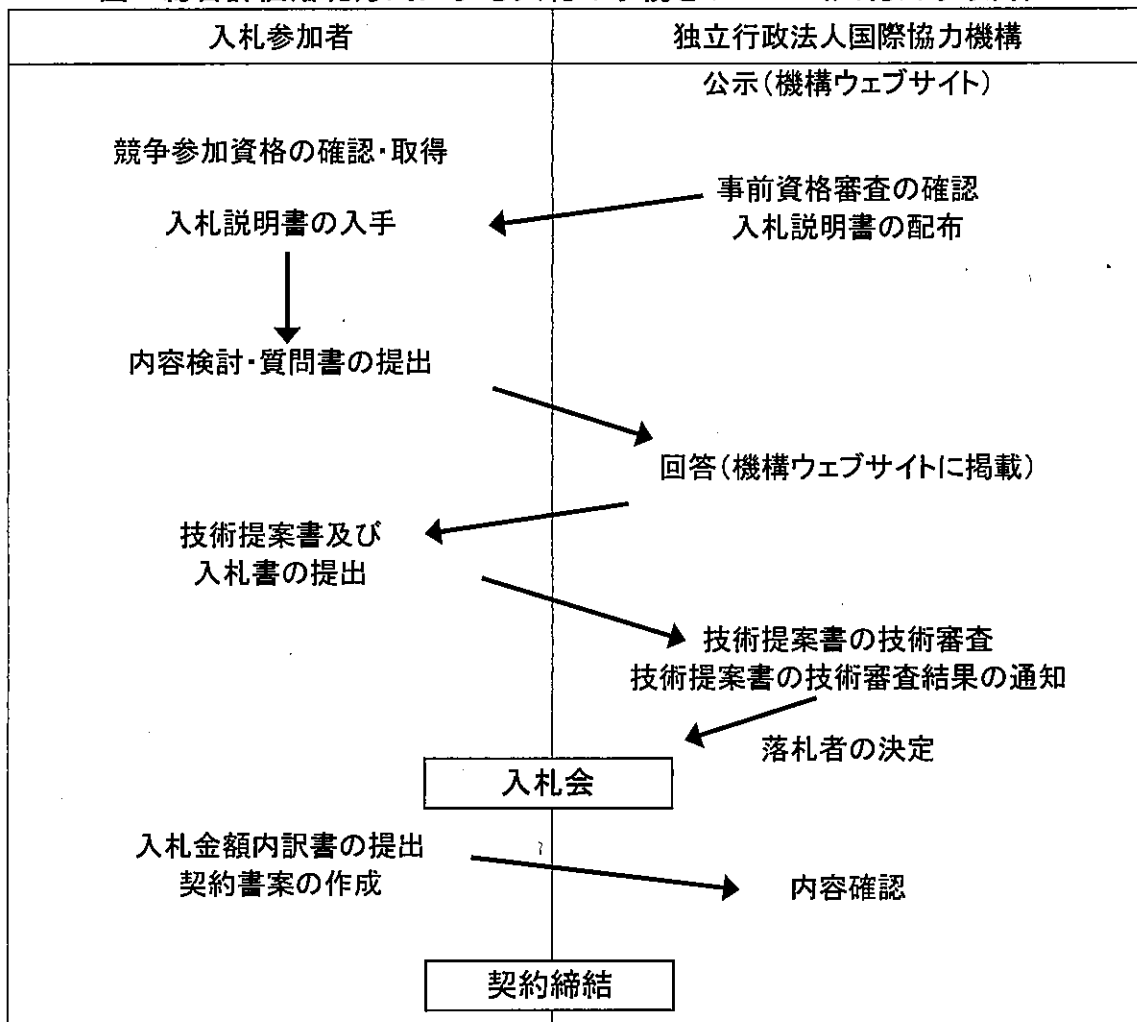 入札参加者
独立行政法人国際協力機構
公示(機構ウェブサイト)
競争参加資格の確認・取得
事前資格審査の確認
入札説明書の入手
入札説明書の配布
内容検討・質問書の提出
回答(機構ウェブサイトに掲載)
技術提案書及び
入札書の提出
技術提案書の技術審査
技術提案書の技術審査結果の通知
落札者の決定
入札会
入札金額内訳書の提出
契約書案の作成
内容確認
契約締結